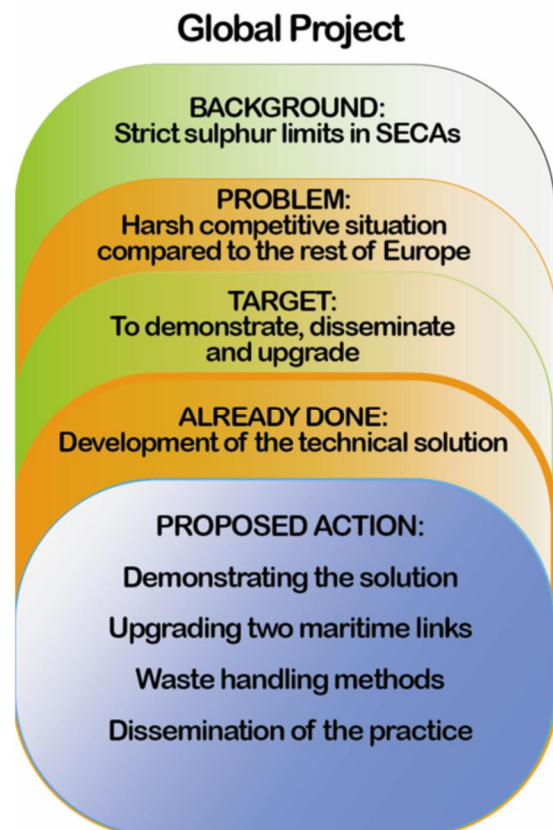 Global Project
BACKGROUND:
Strict sulphur limits in SECAs
PROBLEM:
Harsh competitive situation
compared to the rest of Europe
TARGET:
To demonstrate, disseminate
and upgrade
ALREADY DONE:
Development of the technical solution
PROPOSED ACTION:
Demonstrating the solution
Upgrading two maritime links
Waste handling methods
Dissemination of the practice